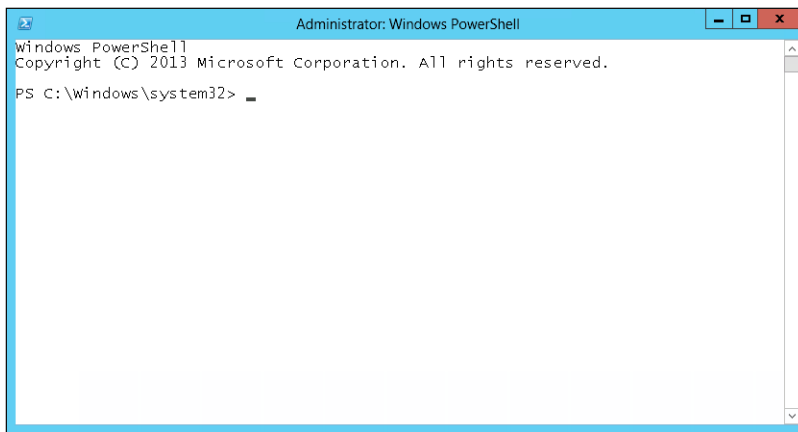 Administrator: Windows PowerShell
Windows PowerShell
Copyright (C) 2013 Microsoft Corporation. All rights reserved.
PS C:\Windows\system32> _